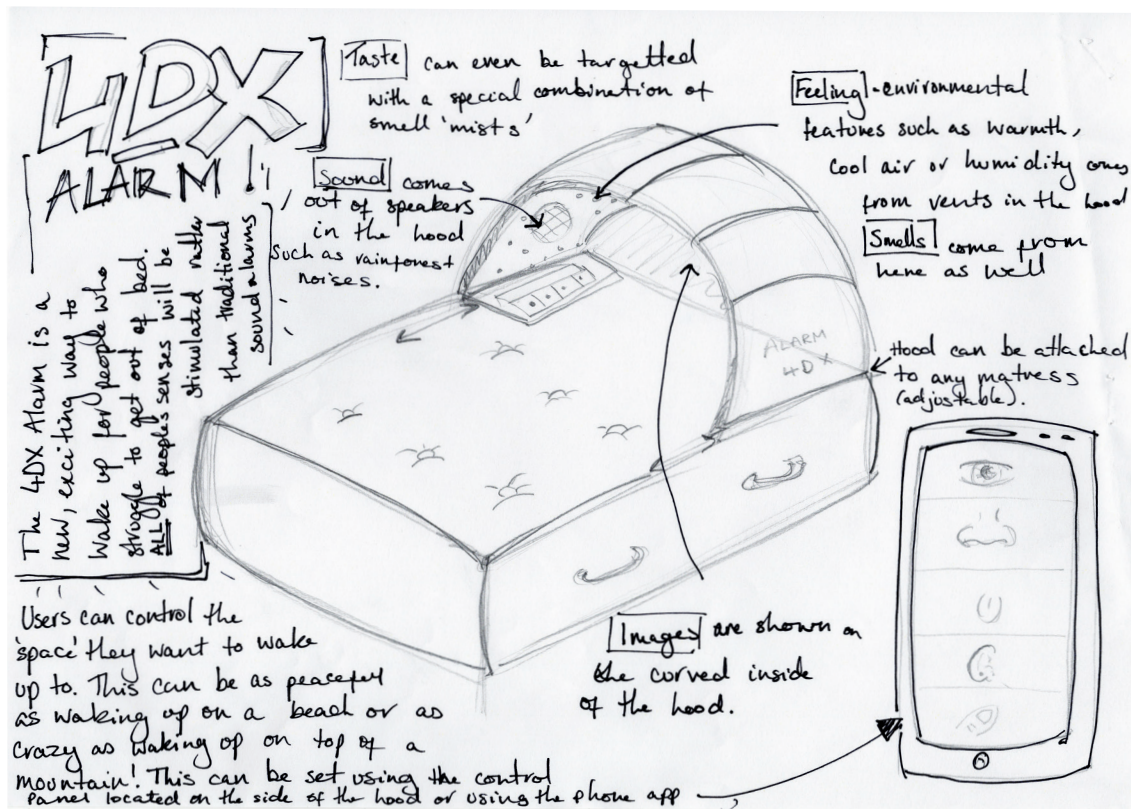 4DX
ALARM!!
Taste can even be targetted
with a special combination of
smell 'mists'
Feeling - environmental
features such as warmth,
cool air or humidity comes
from vents in the hood
Smells come from
here as well
Sound comes
out of speakers
in the hood
such as rainforest
noises.
The 4DX Alarm is a
new, exciting way to
wake up for people who
struggle to get out of bed.
ALL of peoples senses will be
stimulated rather
than traditional
sound alarms
ALARM
4DX
Hood can be attached
to any matress
(adjustable).
Images are shown on
the curved inside
of the hood.
Users can control the
'space' they want to wake
up to. This can be as peaceful
as waking up on a beach or as
crazy as waking up on top of a
mountain! This can be set using the control
panel located on the side of the hood or using the phone app